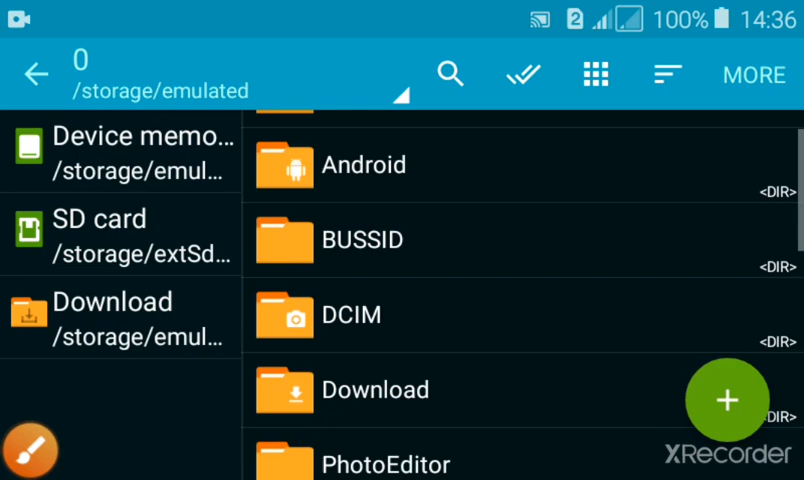 2 100% 14:36
0
/storage/emulated
MORE
Device memo...
/storage/emul...
SD card
/storage/extSd...
Download
/storage/emul...
Android
<DIR>
BUSSID
<DIR>
DCIM
<DIR>
Download
DIR>
PhotoEditor
XRecorder